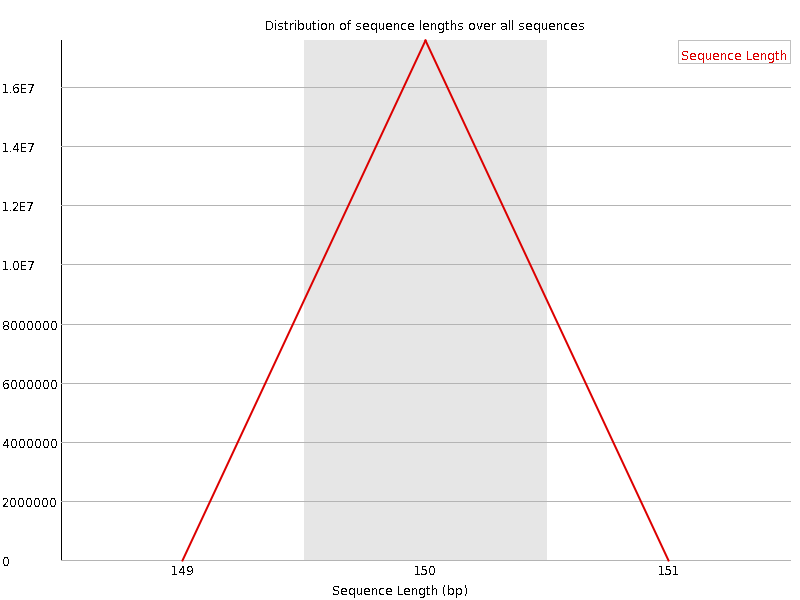 Distribution of sequence lengths over all sequences
Sequence Length
1.6E7
1.4E7
1.2E7
1.0E7
8000000
6000000
4000000
2000000
0
149 150 151
Sequence Length (bp)